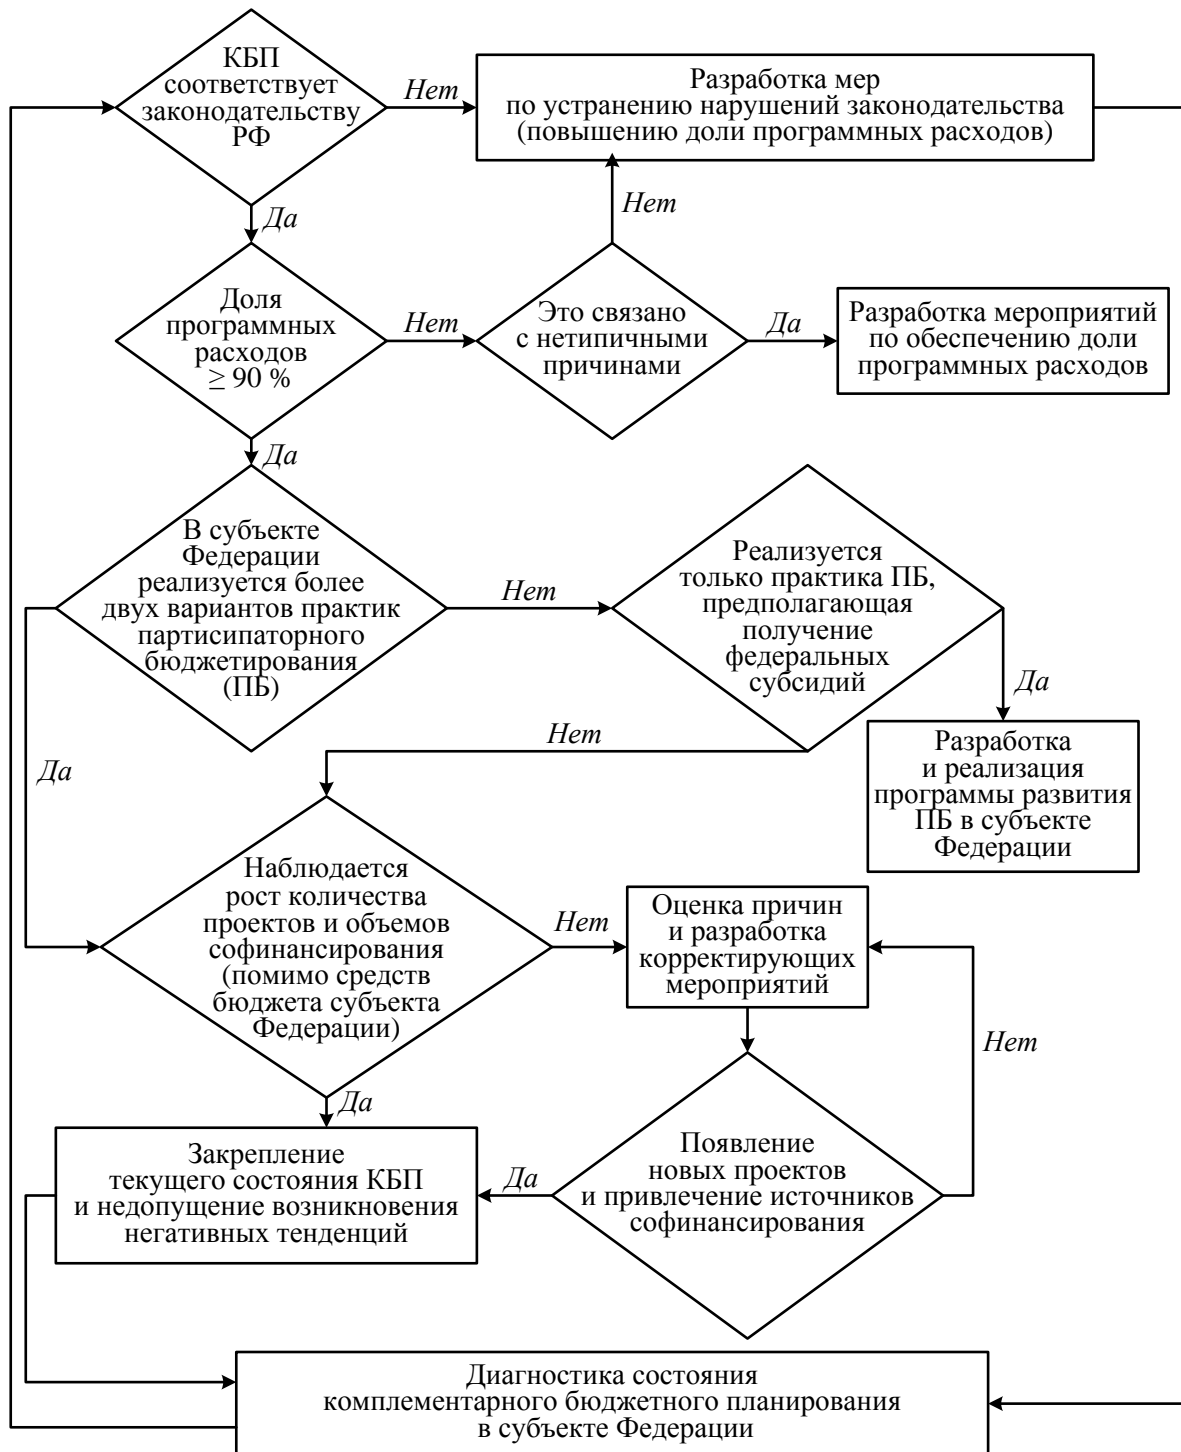 КБП
соответствует
законодательству
РФ
Нет
Разработка мер
по устранению нарушений законодательства
(повышению доли программных расходов)
Да
Нет
Доля
программных
расходов
≥ 90 %
Нет
Это связано
с нетипичными
причинами
Да
Разработка мероприятий
по обеспечению доли
программных расходов
Да
В субъекте
Федерации
реализуется более
двух вариантов практик
партисипаторного
бюджетирования
(ПБ)
Нет
Реализуется
только практика ПБ,
предполагающая
получение
федеральных
субсидий
Да
Нет
Да
Разработка
и реализация
программы развития
ПБ в субъекте
Федерации
Наблюдается
рост количества
проектов и объемов
софинансирования
(помимо средств
бюджета субъекта
Федерации)
Нет
Оценка причин
и разработка
корректирующих
мероприятий
Нет
Да
Закрепление
текущего состояния КБП
и недопущение возникновения
негативных тенденций
Да
Появление
новых проектов
и привлечение источников
софинансирования
Диагностика состояния
комплементарного бюджетного планирования
в субъекте Федерации